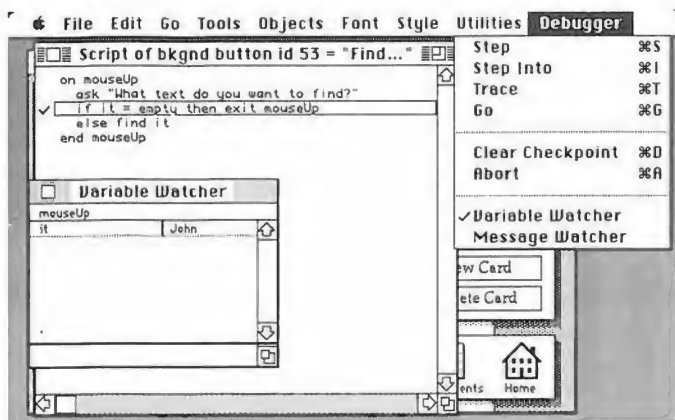 File Edit Go Tools Objects Font Style Utilities Debugger
Script of bkgnd button id 53 = "Find..."
on mouseUp
ask "What text do you want to find?"
✓ if it = empty then exit mouseUp
else find it
end mouseUp
Variable Watcher
mouseUp
it John
Step ⌘S
Step Into ⌘I
Trace ⌘T
Go ⌘G
Clear Checkpoint ⌘D
Abort ⌘A
✓Variable Watcher
Message Watcher
ew Card
ete Card
ents Home